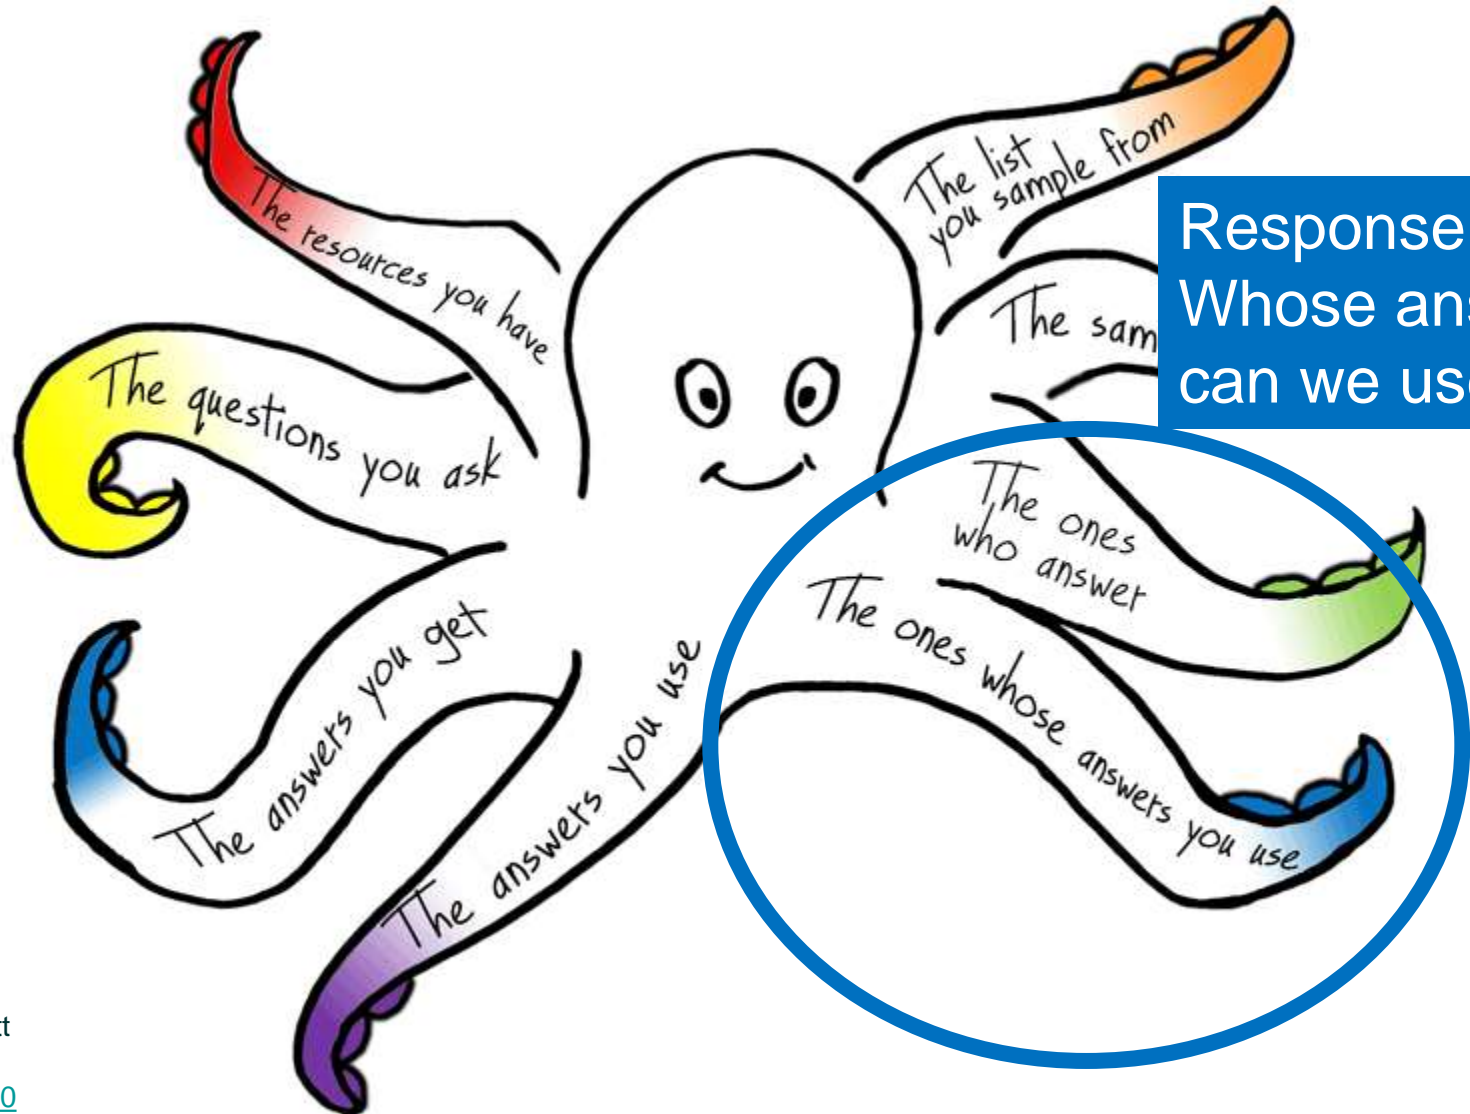 The resources you have
The questions you ask
The answers you get
The answers you use
The list
you sample from
The sam
Response
Whose ans
can we us
The ones
who answer
The ones whose answers you use
tt
0